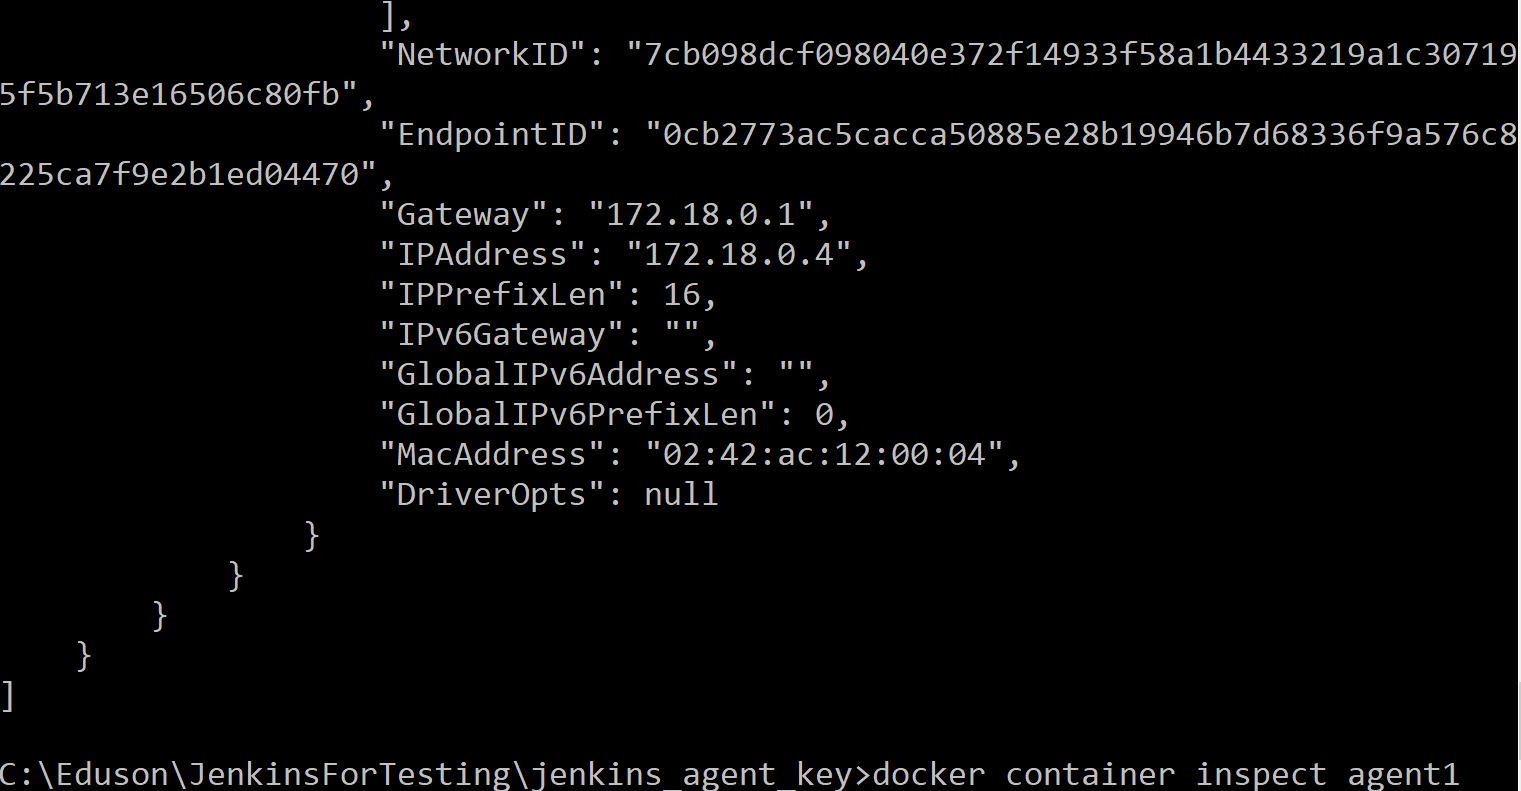 ],
"NetworkID": "7cb098dcf098040e372f14933f58a1b4433219a1c30719
5f5b713e16506c80fb",
"EndpointID": "0cb2773ac5cacca50885e28b19946b7d68336f9a576c8
225ca7f9e2b1ed04470",
"Gateway": "172.18.0.1",
"IPAddress": "172.18.0.4",
"IPPrefixLen": 16,
"IPv6Gateway": "",
"GlobalIPv6Address": "",
"GlobalIPv6PrefixLen": 0,
"MacAddress": "02:42:ac:12:00:04",
"DriverOpts": null
}
}
}
}
]
C:\Eduson\JenkinsForTesting\jenkins_agent_key>docker container inspect agent1